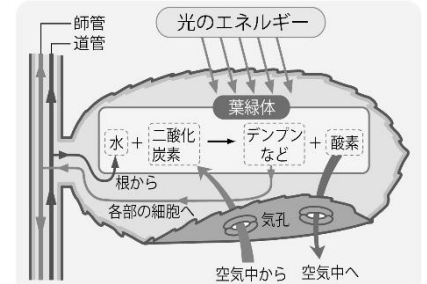 師管
道管
光のエネルギー
葉緑体
水 + 二酸化炭素 → デンプンなど + 酸素
根から
各部の細胞へ
気孔
空気中から
空気中へ